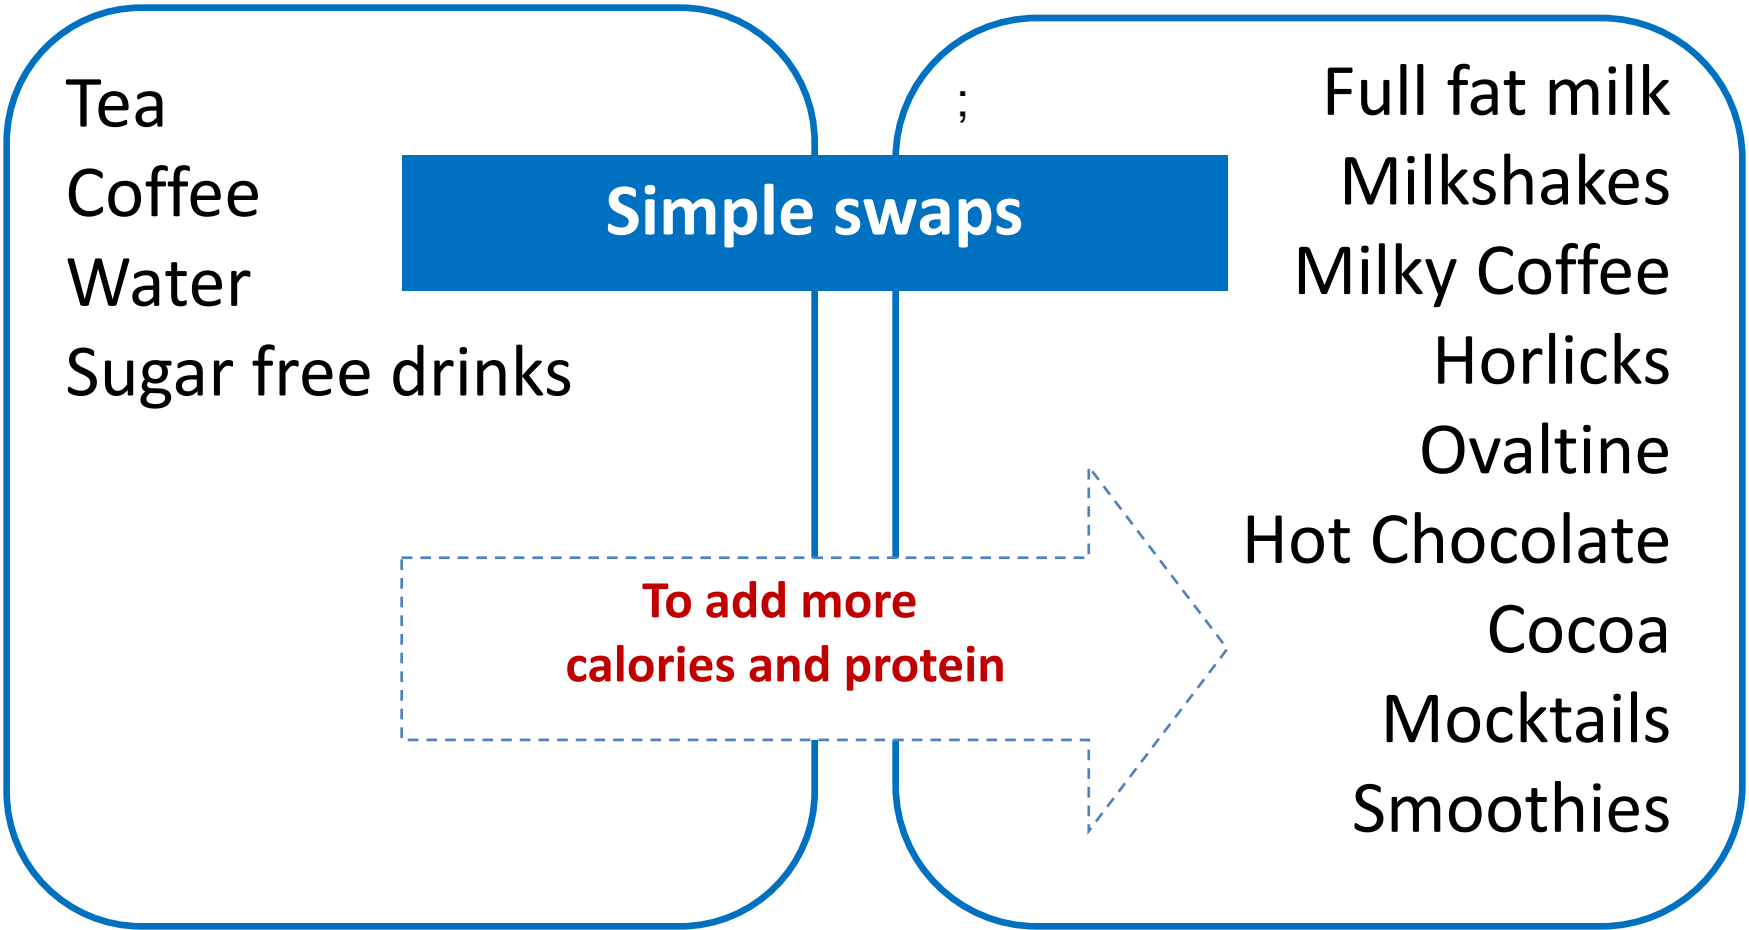 Tea
Coffee
Water
Sugar free drinks
Simple swaps
To add more
calories and protein
;
Full fat milk
Milkshakes
Milky Coffee
Horlicks
Ovaltine
Hot Chocolate
Cocoa
Mocktails
Smoothies